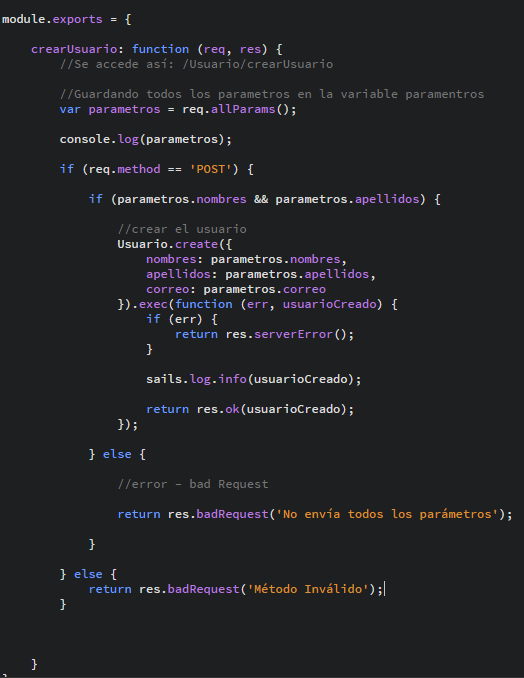 module.exports = {
crearUsuario: function (req, res) {
//Se accede así: /Usuario/crearUsuario
//Guardando todos los parametros en la variable paramentros
var parametros = req.allParams();
console.log(parametros);
if (req.method == 'POST') {
if (parametros.nombres && parametros.apellidos) {
//crear el usuario
Usuario.create({
nombres: parametros.nombres,
apellidos: parametros.apellidos,
correo: parametros.correo
}).exec(function (err, usuarioCreado) {
if (err) {
return res.serverError();
}
sails.log.info(usuarioCreado);
return res.ok(usuarioCreado);
});
} else {
//error - bad Request
return res.badRequest('No envía todos los parámetros');
}
} else {
return res.badRequest('Método Inválido');
}
}